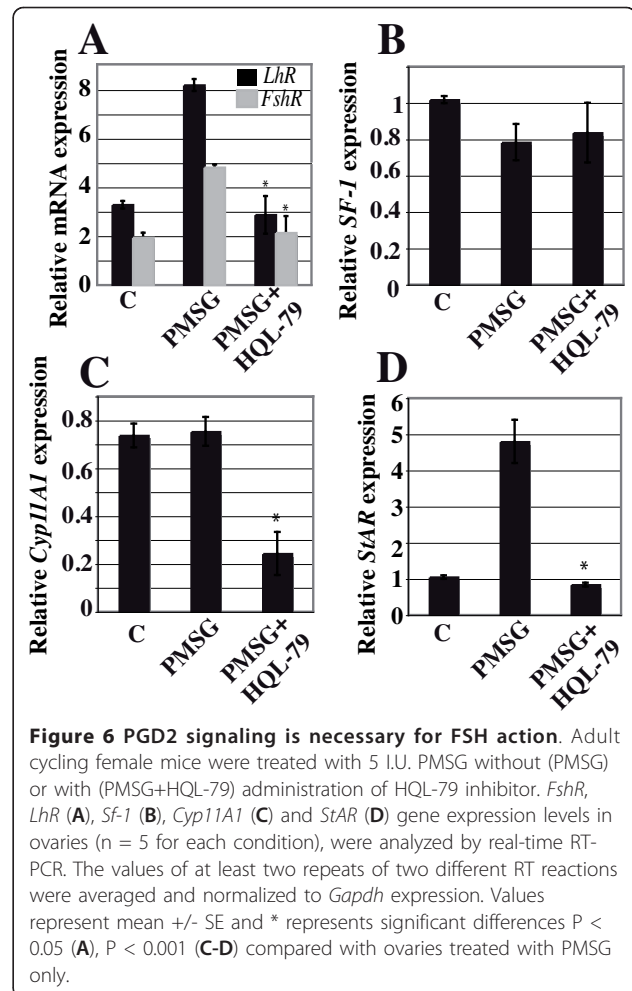 A
Relative mRNA expression
8
6
4
2
0
LhR
FshR
*
*
C
PMSG
PMSG+
HQL-79
B
Relative SF-1 expression
1
0.8
0.6
0.4
0.2
0
C
PMSG
PMSG+
HQL-79
C
Relative Cyp11A1 expression
0.8
0.6
0.4
0.2
0
*
C
PMSG
PMSG+
HQL-79
D
Relative StAR expression
6
5
4
3
2
1
0
*
C
PMSG
PMSG+
HQL-79
Figure 6 PGD2 signaling is necessary for FSH action. Adult
cycling female mice were treated with 5 I.U. PMSG without (PMSG)
or with (PMSG+HQL-79) administration of HQL-79 inhibitor. FshR,
LhR (A), Sf-1 (B), Cyp11A1 (C) and StAR (D) gene expression levels in
ovaries (n = 5 for each condition), were analyzed by real-time RT-
PCR. The values of at least two repeats of two different RT reactions
were averaged and normalized to Gapdh expression. Values
represent mean +/- SE and * represents significant differences P <
0.05 (A), P < 0.001 (C-D) compared with ovaries treated with PMSG
only.